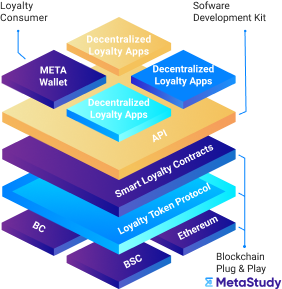 Loyalty
Consumer
Sofware
Development Kit
Decentralized
Loyalty Apps
META
Wallet
Decentralized
Loyalty Apps
Decentralized
Loyalty Apps
API
Smart Loyalty Contracts
Loyalty Token Protocol
BC
Ethereum
BSC
Blockchain
Plug & Play
MetaStudy